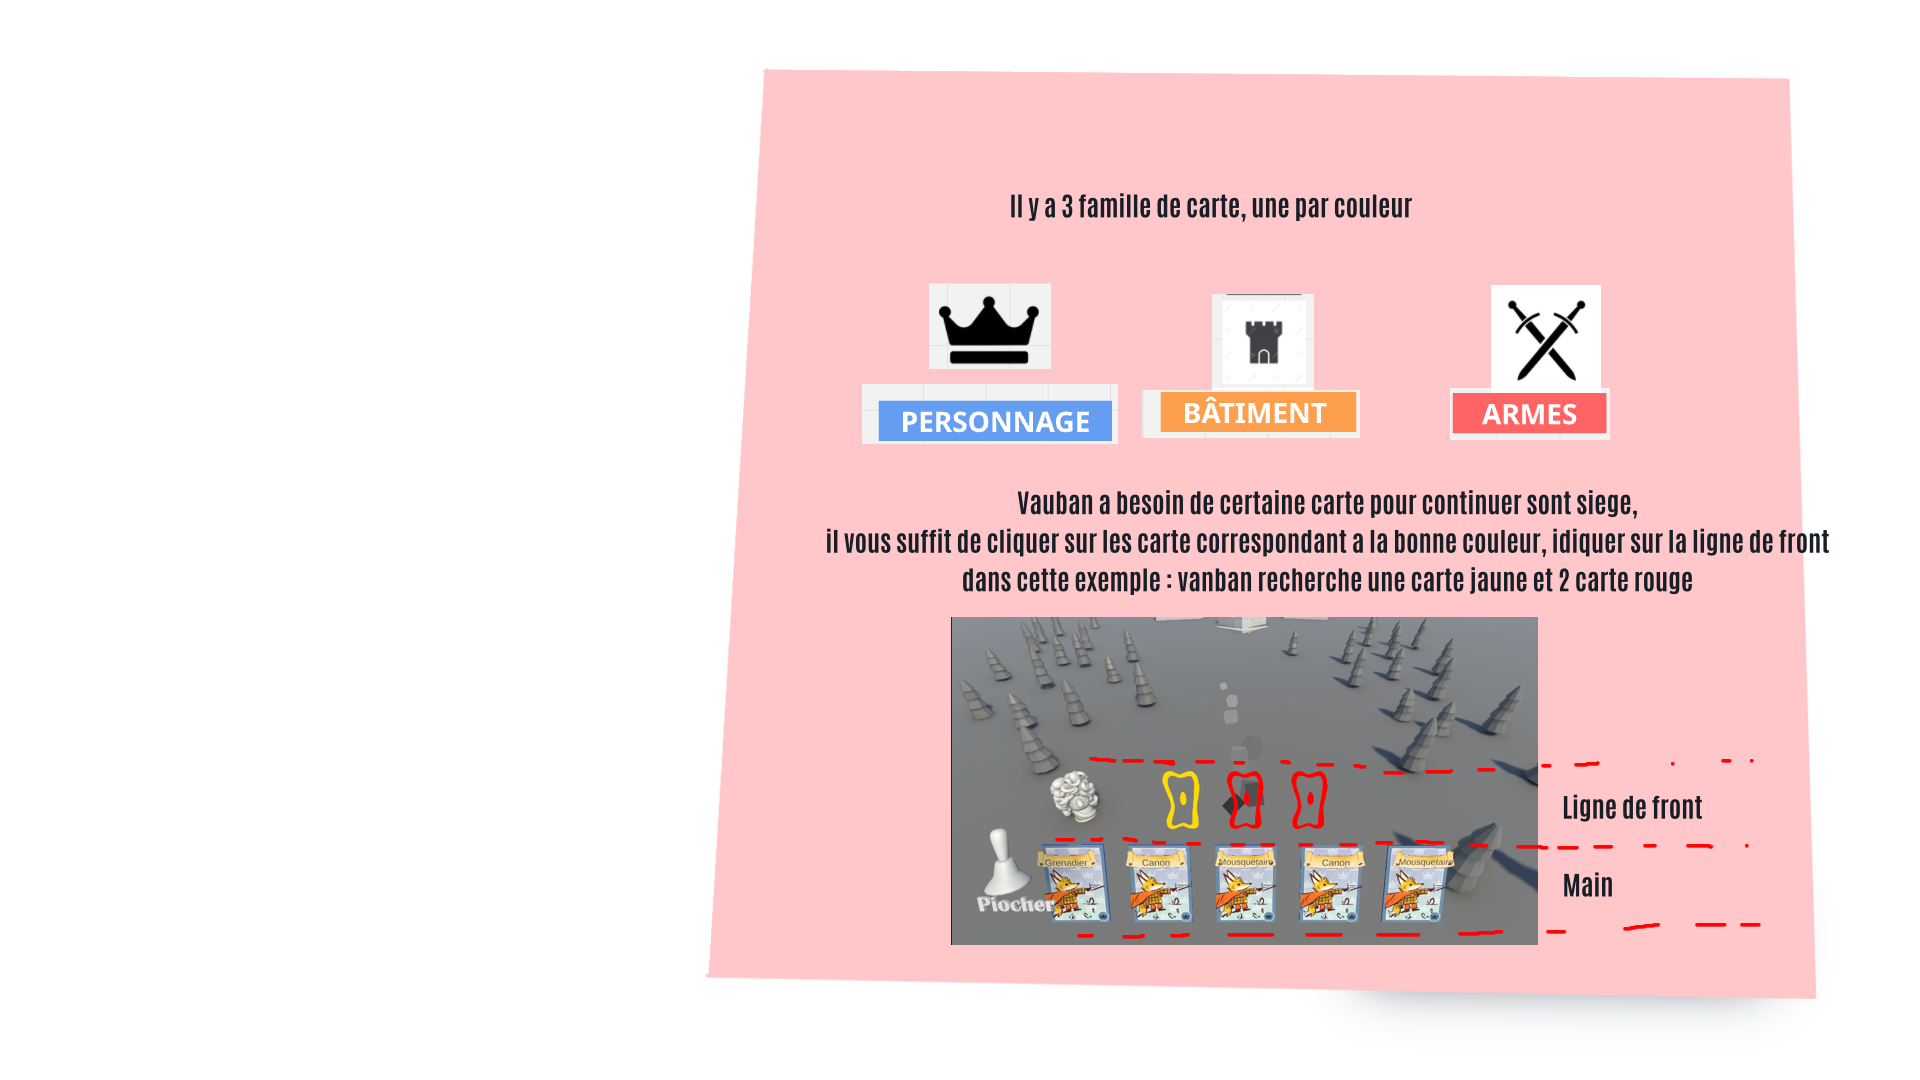 Il y a 3 famille de carte, une par couleur
PERSONNAGE
BÂTIMENT
ARMES
Vauban a besoin de certaine carte pour continuer sont siege,
il vous suffit de cliquer sur les carte correspondant a la bonne couleur, idiquer sur la ligne de front
dans cette exemple : vanban recherche une carte jaune et 2 carte rouge
Ligne de front
Grenadier
Canon
Mousquetaire
Canon
Mousquetaire
Main
Piocher